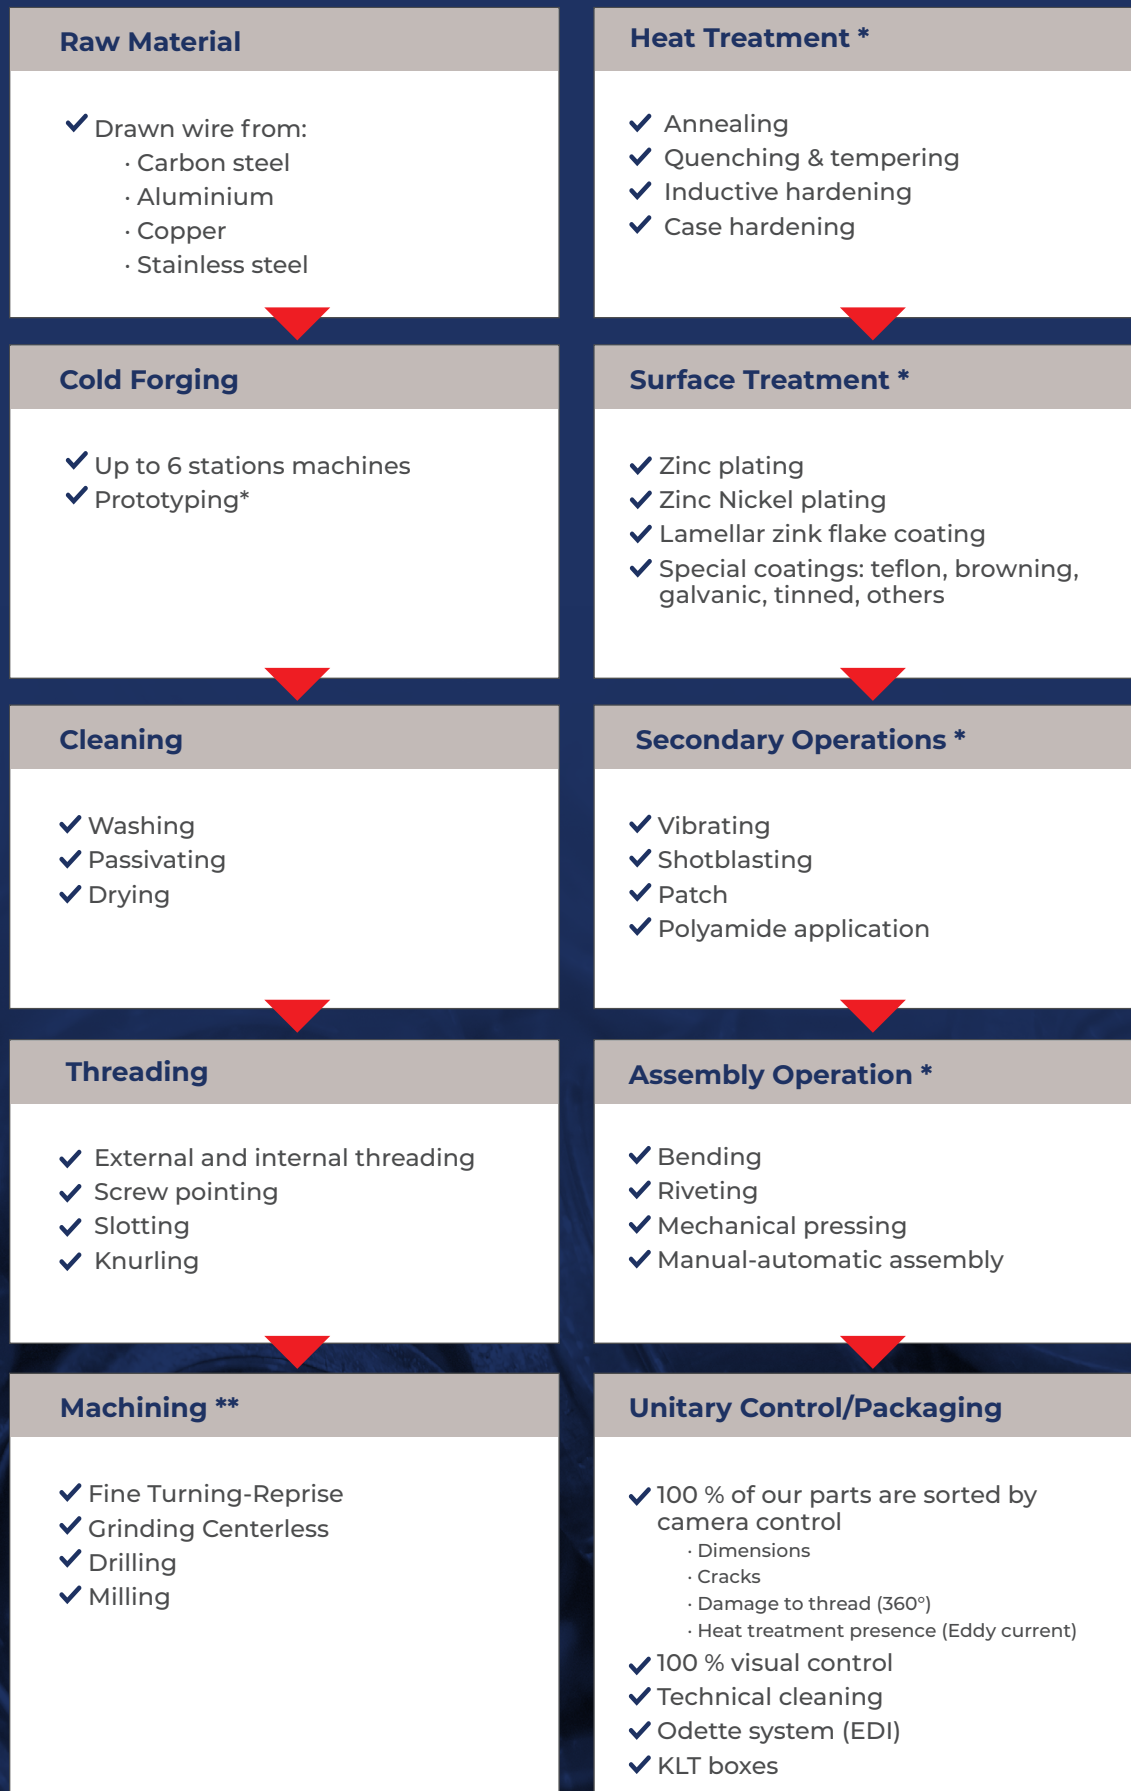 Raw Material
Drawn wire from:
· Carbon steel
· Aluminium
· Copper
· Stainless steel
Cold Forging
Up to 6 stations machines
Prototyping*
Cleaning
Washing
Passivating
Drying
Threading
External and internal threading
Screw pointing
Slotting
Knurling
Machining **
Fine Turning-Reprise
Grinding Centerless
Drilling
Milling
Heat Treatment *
Annealing
Quenching & tempering
Inductive hardening
Case hardening
Surface Treatment *
Zinc plating
Zinc Nickel plating
Lamellar zink flake coating
Special coatings: teflon, browning,
galvanic, tinned, others
Secondary Operations *
Vibrating
Shotblasting
Patch
Polyamide application
Assembly Operation *
Bending
Riveting
Mechanical pressing
Manual-automatic assembly
Unitary Control/Packaging
100 % of our parts are sorted by
camera control
· Dimensions
· Cracks
· Damage to thread (360°)
· Heat treatment presence (Eddy current)
100 % visual control
Technical cleaning
Odette system (EDI)
KLT boxes